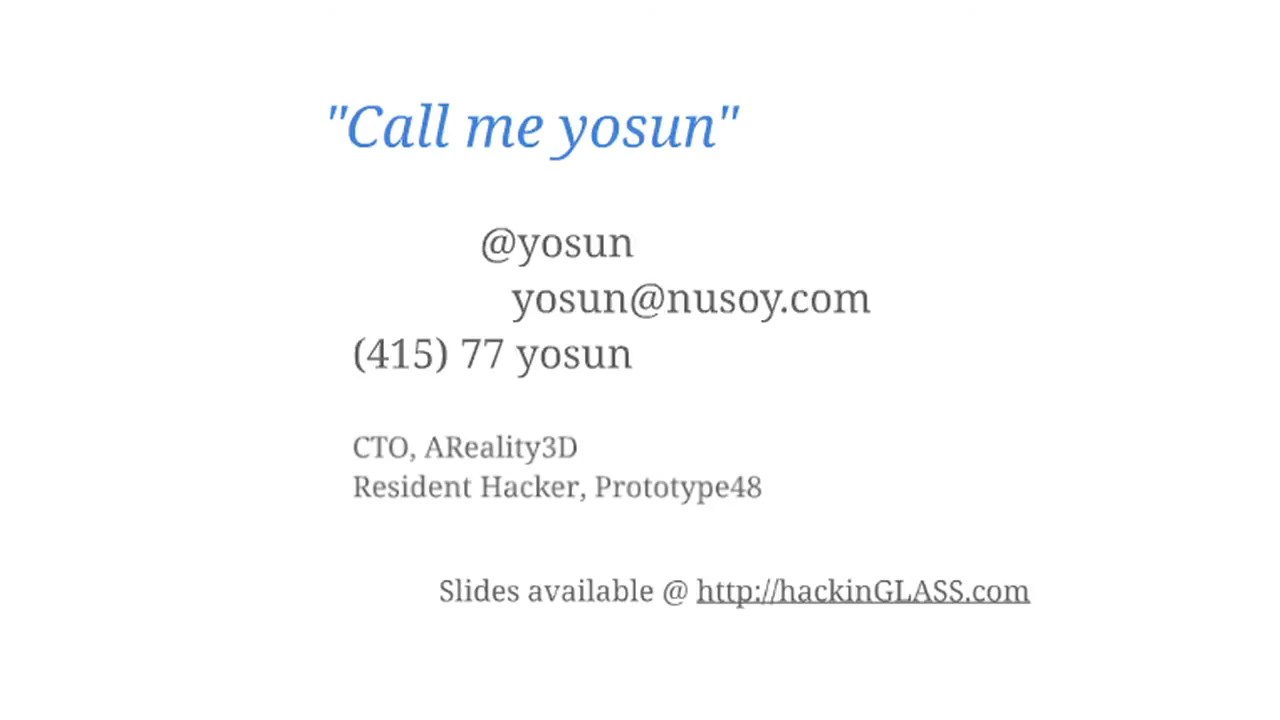 "Call me yosun"
@yosun
yosun@nusoy.com
(415) 77 yosun
CTO, AReality3D
Resident Hacker, Prototype48
Slides available @ http://hackinGLASS.com